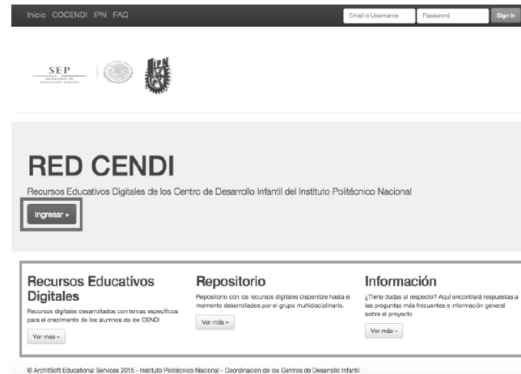 Inicio COCENDI IPN FAQ
Email o Username Password Sign in
SEP
RED CENDI
Recursos Educativos Digitales de los Centro de Desarrollo Infantil del Instituto Politécnico Nacional
Ingresar »
Recursos Educativos
Digitales
Recursos digitales desarrollados con temas específicos
para el crecimiento de los alumnos de los CENDI
Ver más »
Repositorio
Repositorio con los recursos digitales disponible hasta el
momento desarrollados por el grupo multidisciplinario.
Ver más »
Información
¿Tiene dudas al respecto? Aquí encontrará respuestas a
las preguntas más frecuentes e información general
sobre el proyecto
Ver más »
© ArchitSoft Educational Services 2015 - Instituto Politécnico Nacional - Coordinación de los Centros de Desarrollo Infantil